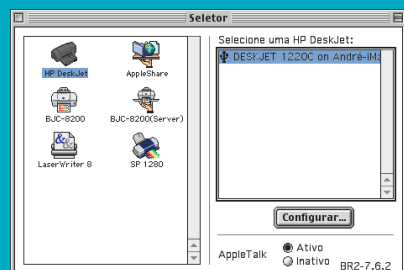 Seletor
HP DeskJet
AppleShare
BJC-8200
BJC-8200(Server)
LaserWriter 8
SP 1280
Selecione uma HP DeskJet:
DESKJET 1220C on André-iMa
Configurar...
AppleTalk
Ativo
Inativo
BR2-7.6.2